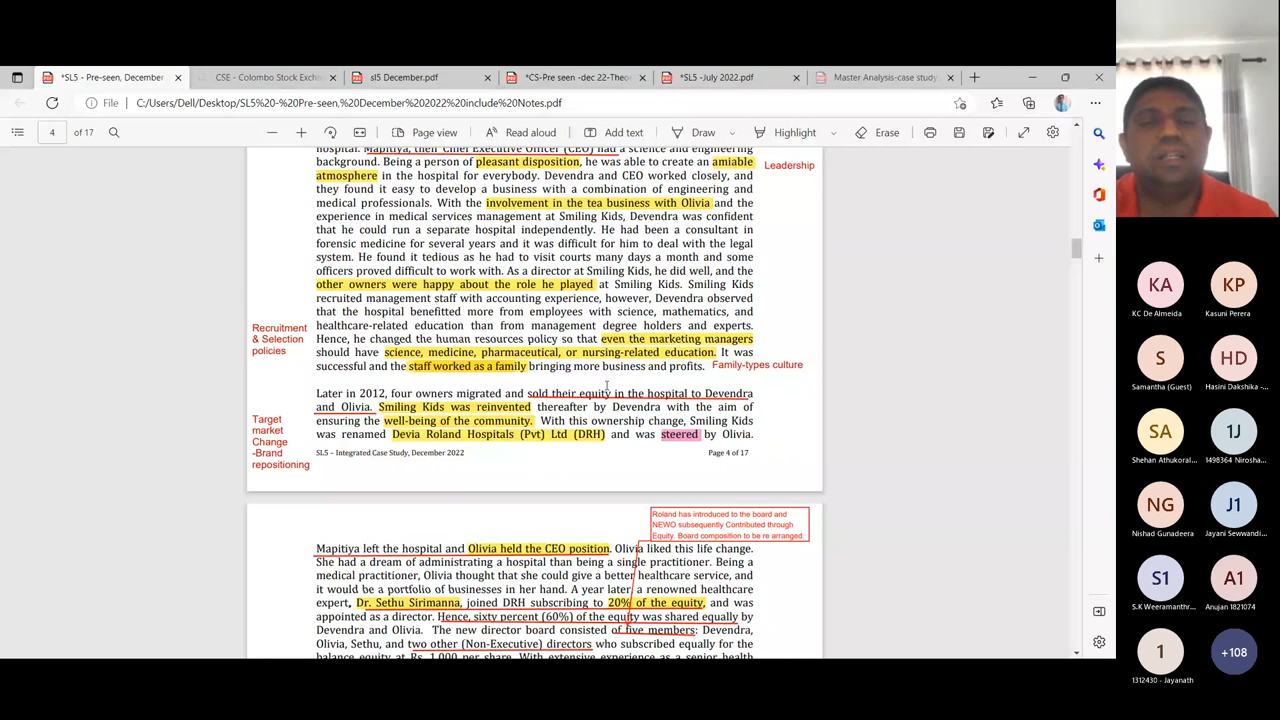 *SL5 - Pre-seen, December
CSE - Colombo Stock Exch
sl5 December.pdf
*CS-Pre seen -dec 22-Theo
*SL5 -July 2022.pdf
Master Analysis-case study
File
C:/Users/Dell/Desktop/SL5%20-%20Pre-seen,%20December%202022%20include%20Notes.pdf
4 of 17
Page view
Read aloud
Add text
Draw
Highlight
Erase
hospital. Mapitiya, then Chief Executive Officer (CEO) had a science and engineering
background. Being a person of pleasant disposition, he was able to create an amiable
atmosphere in the hospital for everybody. Devendra and CEO worked closely, and
they found it easy to develop a business with a combination of engineering and
medical professionals. With the involvement in the tea business with Olivia and the
experience in medical services management at Smiling Kids, Devendra was confident
that he could run a separate hospital independently. He had been a consultant in
forensic medicine for several years and it was difficult for him to deal with the legal
system. He found it tedious as he had to visit courts many days a month and some
officers proved difficult to work with. As a director at Smiling Kids, he did well, and the
other owners were happy about the role he played at Smiling Kids. Smiling Kids
recruited management staff with accounting experience, however, Devendra observed
that the hospital benefitted more from employees with science, mathematics, and
healthcare-related education than from management degree holders and experts.
Hence, he changed the human resources policy so that even the marketing managers
should have science, medicine, pharmaceutical, or nursing-related education. It was
successful and the staff worked as a family bringing more business and profits.
Leadership
Recruitment
& Selection
policies
Family-types culture
Later in 2012, four owners migrated and sold their equity in the hospital to Devendra
and Olivia. Smiling Kids was reinvented thereafter by Devendra with the aim of
ensuring the well-being of the community. With this ownership change, Smiling Kids
was renamed Devia Roland Hospitals (Pvt) Ltd (DRH) and was steered by Olivia.
Target
market
Change
-Brand
repositioning
SL5 – Integrated Case Study, December 2022
Page 4 of 17
Roland has introduced to the board and
NEWO subsequently Contributed through
Equity. Board composition to be re arranged.
Mapitiya left the hospital and Olivia held the CEO position. Olivia liked this life change.
She had a dream of administrating a hospital than being a single practitioner. Being a
medical practitioner, Olivia thought that she could give a better healthcare service, and
it would be a portfolio of businesses in her hand. A year later, a renowned healthcare
expert, Dr. Sethu Sirimanna, joined DRH subscribing to 20% of the equity, and was
appointed as a director. Hence, sixty percent (60%) of the equity was shared equally by
Devendra and Olivia. The new director board consisted of five members: Devendra,
Olivia, Sethu, and two other (Non-Executive) directors who subscribed equally for the
balance equity at Rs. 1,000 per share. With extensive experience as a senior health
KA
KC De Almeida
KP
Kasuni Perera
S
Samantha (Guest)
HD
Hasini Dakshika -
SA
Shehan Athukoral...
1J
1498364 Nirosha...
NG
Nishad Gunadeera
J1
Jayani Sewwandi...
S1
S.K Weeramanthr...
A1
Anujan 1821074
1
1312430 - Jayanath
+108